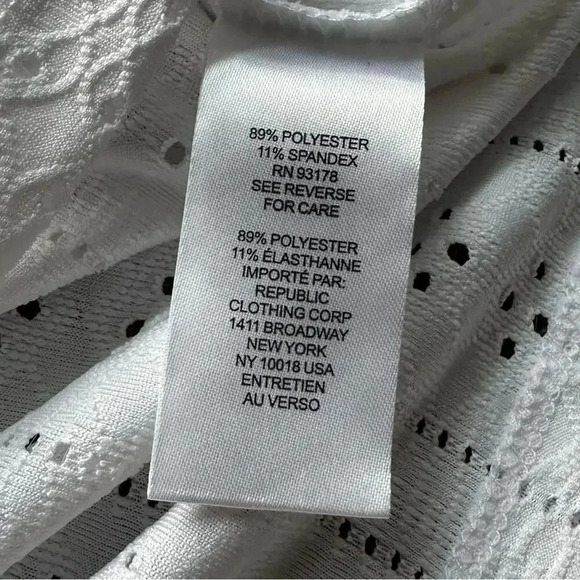 89% POLYESTER
11% SPANDEX
RN 93178
SEE REVERSE
FOR CARE
89% POLYESTER
11% ÉLASTHANNE
IMPORTÉ PAR:
REPUBLIC
CLOTHING CORP
1411 BROADWAY
NEW YORK
NY 10018 USA
ENTRETIEN
AU VERSO